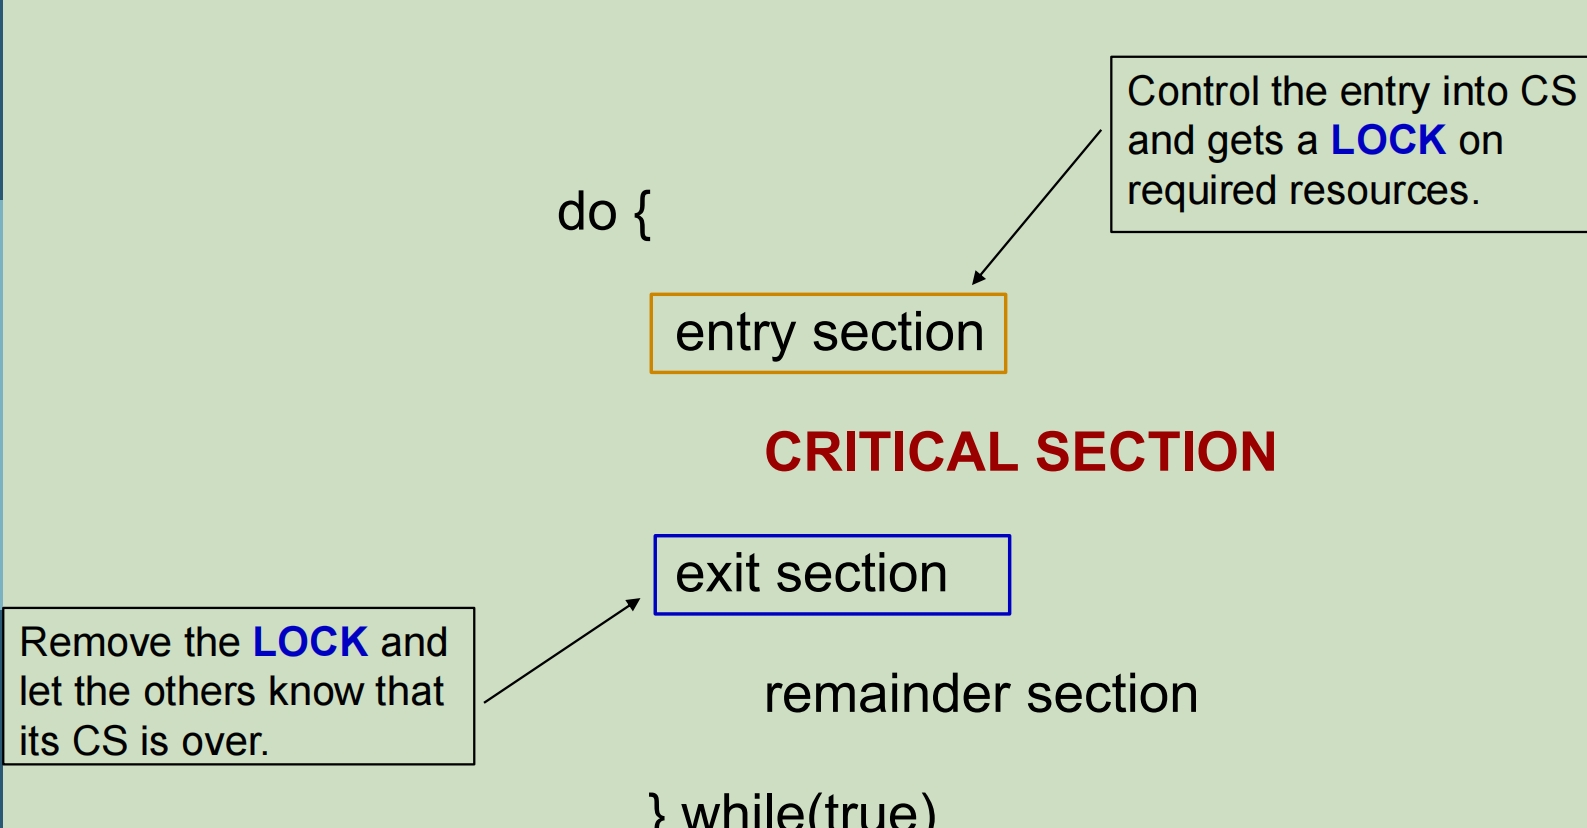 Control the entry into CS
and gets a LOCK on
required resources.
do {
entry section
CRITICAL SECTION
exit section
Remove the LOCK and
let the others know that
its CS is over.
remainder section
} while(true)